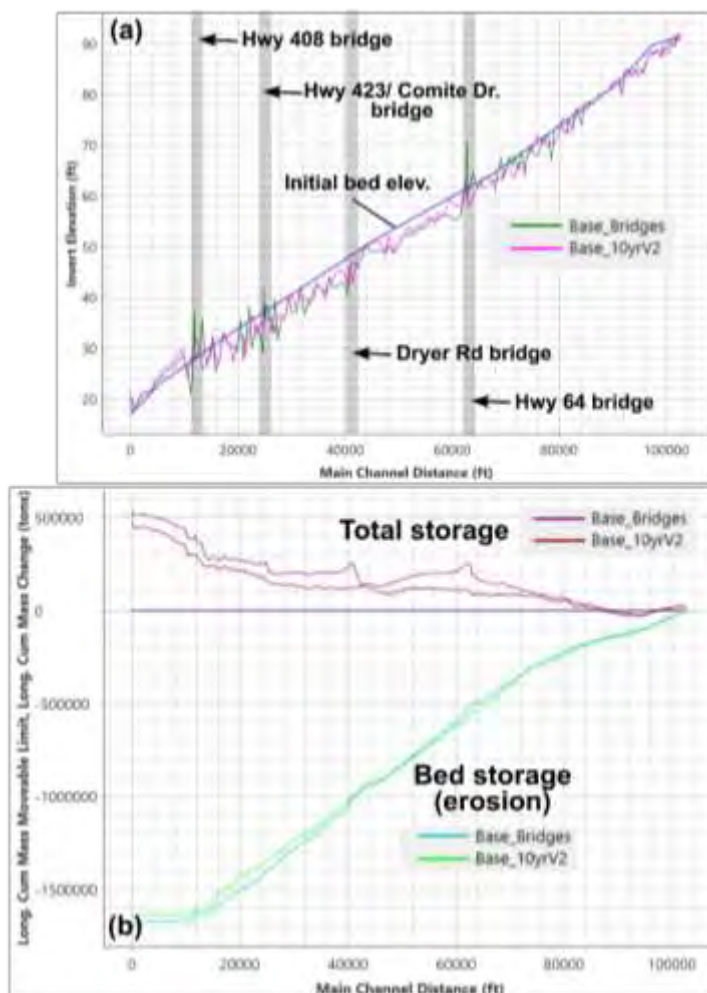 (a)
Hwy 408 bridge
Hwy 423/ Comite Dr.
bridge
Initial bed elev.
Base_Bridges
Base_10yrV2
Dryer Rd bridge
Hwy 64 bridge
Invert Elevation (ft)
90
80
70
60
50
40
30
20
0
20000
40000
60000
80000
100000
Main Channel Distance (ft)
Total storage
Base_Bridges
Base_10yrV2
Bed storage
(erosion)
Base_Bridges
Base_10yrV2
(b)
Long. Cum Mass Moveable Limit, Long. Cum Mass Change (tons)
500000
0
-500000
-1000000
-1500000
0
20000
40000
60000
80000
100000
Main Channel Distance (ft)